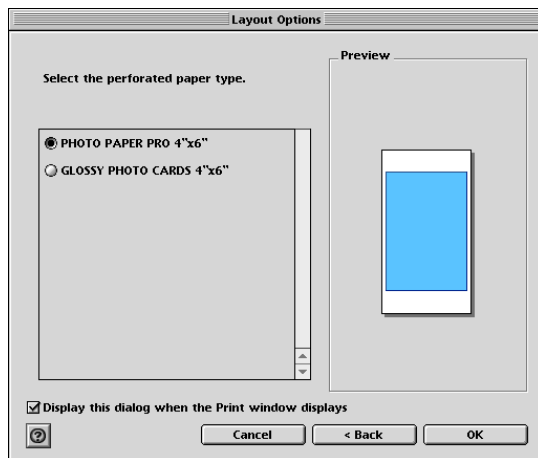 Layout Options
Preview
Select the perforated paper type.
PHOTO PAPER PRO 4"x6"
GLOSSY PHOTO CARDS 4"x6"
Display this dialog when the Print window displays
?
Cancel
< Back
OK